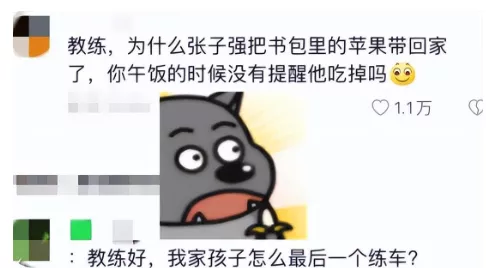 教练，为什么张子强把书包里的苹果带回家
了，你午饭的时候没有提醒他吃掉吗
1.1万
：教练好，我家孩子怎么最后一个练车？